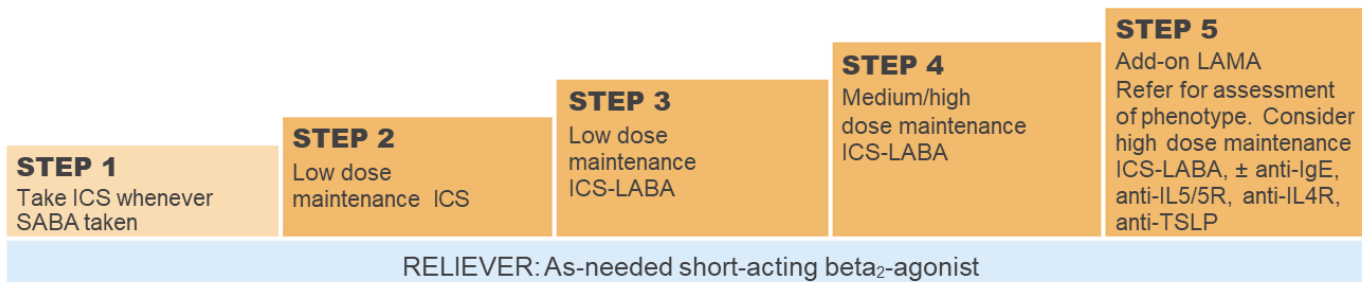 STEP 1
Take ICS whenever
SABA taken
STEP 2
Low dose
maintenance ICS
STEP 3
Low dose
maintenance
ICS-LABA
STEP 4
Medium/high
dose maintenance
ICS-LABA
STEP 5
Add-on LAMA
Refer for assessment
of phenotype. Consider
high dose maintenance
ICS-LABA, ± anti-IgE,
anti-IL5/5R, anti-IL4R,
anti-TSLP
RELIEVER: As-needed short-acting beta₂-agonist